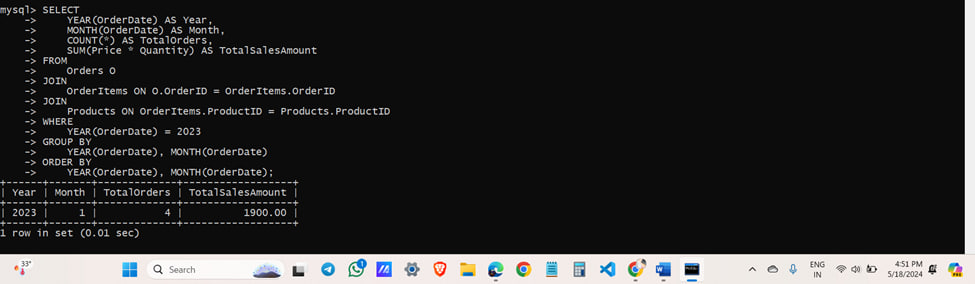 mysql> SELECT
    ->     YEAR(OrderDate) AS Year,
    ->     MONTH(OrderDate) AS Month,
    ->     COUNT(*) AS TotalOrders,
    ->     SUM(Price * Quantity) AS TotalSalesAmount
    -> FROM
    ->     Orders O
    -> JOIN
    ->     OrderItems ON O.OrderID = OrderItems.OrderID
    -> JOIN
    ->     Products ON OrderItems.ProductID = Products.ProductID
    -> WHERE
    ->     YEAR(OrderDate) = 2023
    -> GROUP BY
    ->     YEAR(OrderDate), MONTH(OrderDate)
    -> ORDER BY
    ->     YEAR(OrderDate), MONTH(OrderDate);
+------+-------+-------------+------------------+
| Year | Month | TotalOrders | TotalSalesAmount |
+------+-------+-------------+------------------+
| 2023 |     1 |           4 |          1900.00 |
+------+-------+-------------+------------------+
1 row in set (0.01 sec)
33°
Search
1
ENG
IN
4:51 PM
5/18/2024